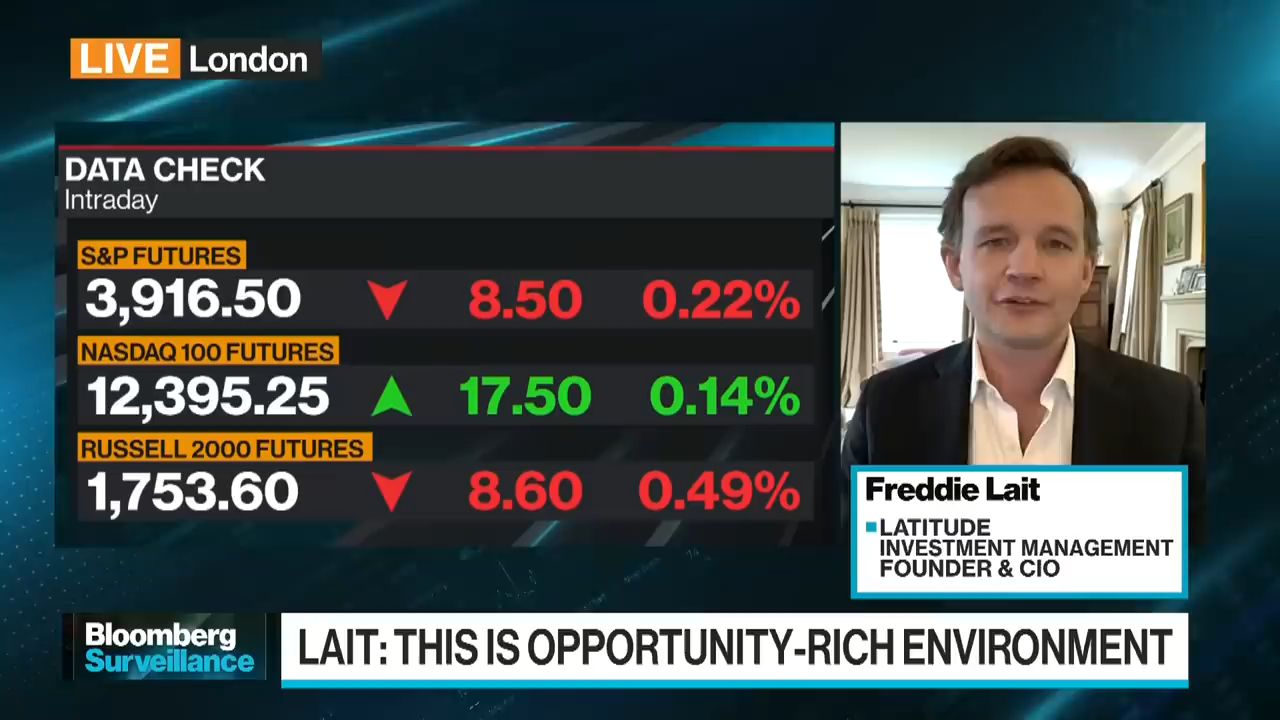 LIVE London
DATA CHECK
Intraday
S&P FUTURES
3,916.50 8.50 0.22%
NASDAQ 100 FUTURES
12,395.25 17.50 0.14%
RUSSELL 2000 FUTURES
1,753.60 8.60 0.49%
Freddie Lait
LATITUDE
INVESTMENT MANAGEMENT
FOUNDER & CIO
Bloomberg
Surveillance
LAIT: THIS IS OPPORTUNITY-RICH ENVIRONMENT